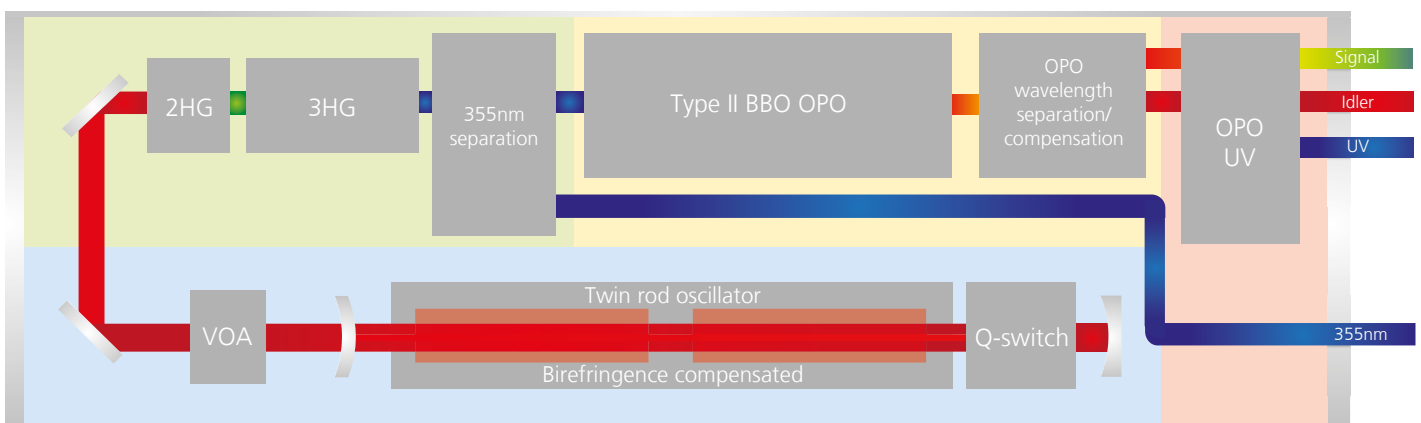 2HG
3HG
355nm
separation
Type II BBO OPO
OPO
wavelength
separation/
compensation
OPO
UV
Signal
Idler
UV
355nm
VOA
Twin rod oscillator
Birefringence compensated
Q-switch